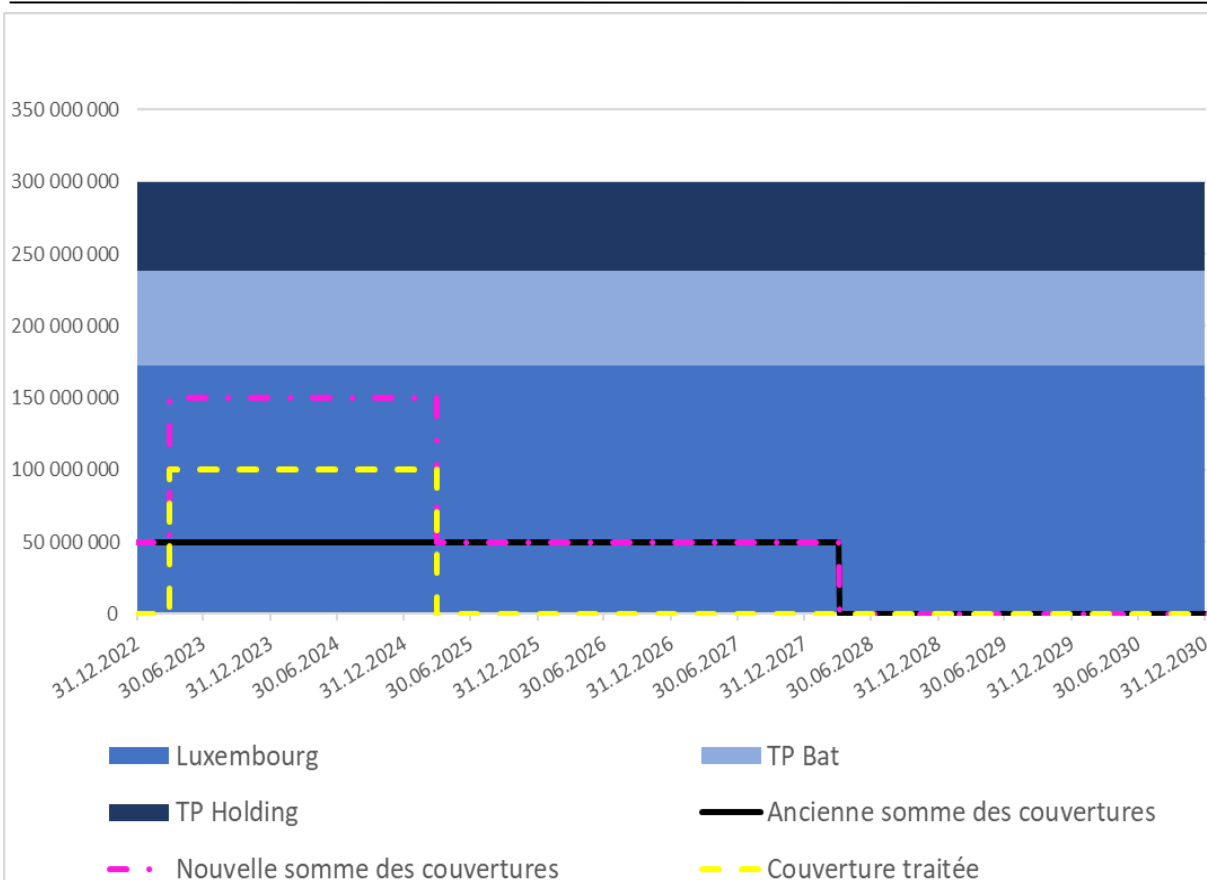 350 000 000
300 000 000
250 000 000
200 000 000
150 000 000
100 000 000
50 000 000
0
31.12.2022 30.06.2023 31.12.2023 30.06.2024 31.12.2024 30.06.2025 31.12.2025 30.06.2026 31.12.2026 30.06.2027 31.12.2027 30.06.2028 31.12.2028 30.06.2029 31.12.2029 30.06.2030 31.12.2030
Luxembourg TP Bat
TP Holding Ancienne somme des couvertures
Nouvelle somme des couvertures Couverture traitée